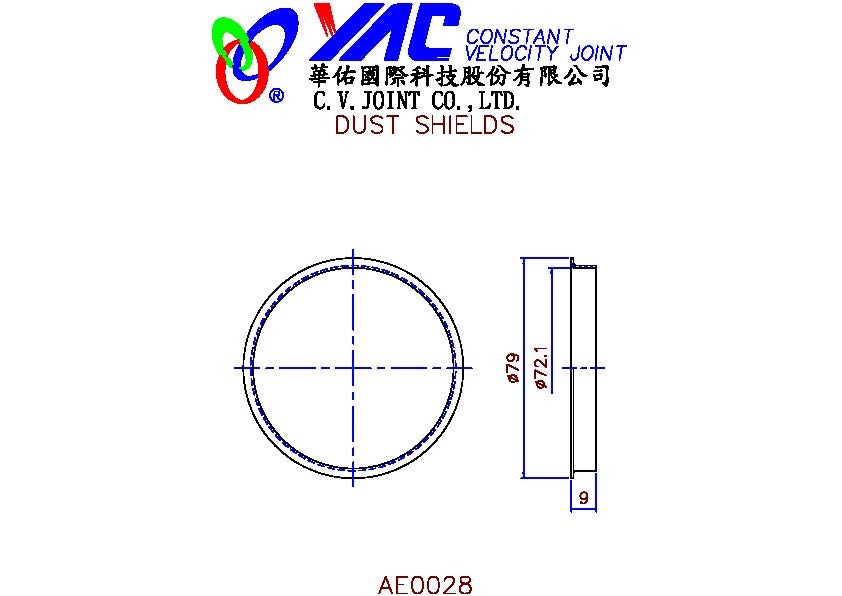 YAC CONSTANT
VELOCITY JOINT
®
華佑國際科技股份有限公司
C.V.JOINT CO.,LTD.
DUST SHIELDS
ø79
ø72.1
9
AE0028